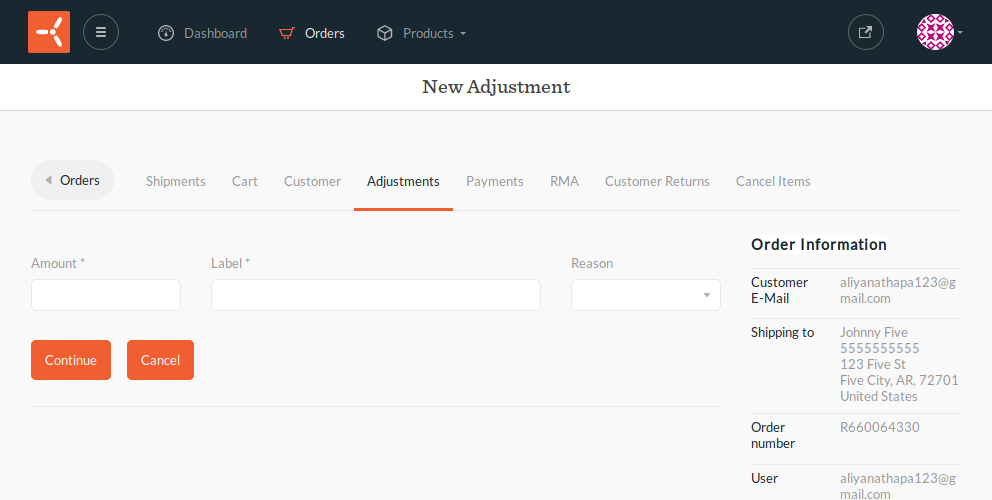 Dashboard Orders Products
New Adjustment
Orders Shipments Cart Customer Adjustments Payments RMA Customer Returns Cancel Items
Amount * Label * Reason
Continue Cancel
Order Information
Customer E-Mail
aliyanathapa123@g
mail.com
Shipping to
Johnny Five
5555555555
123 Five St
Five City, AR, 72701
United States
Order number
R660064330
User
aliyanathapa123@g
mail.com